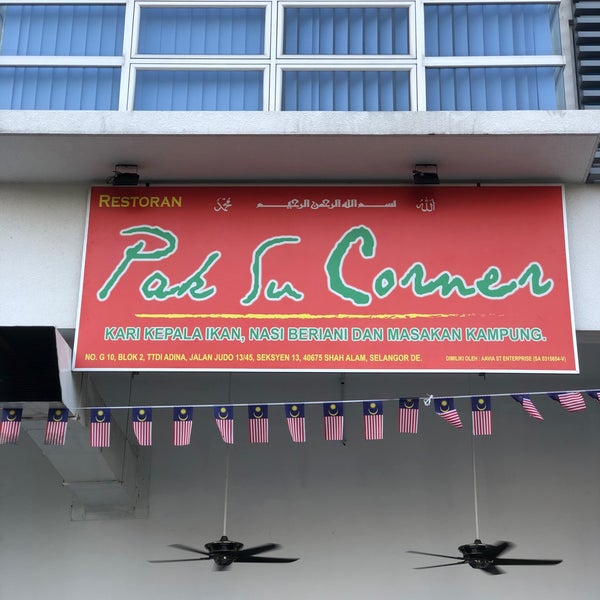 RESTORAN
محمد بسم الله الرحمن الرحيم الله
Pak Su Corner
KARI KEPALA IKAN, NASI BERIANI DAN MASAKAN KAMPUNG.
NO. G 10, BLOK 2, TTDI ADINA, JALAN JUDO 13/45, SEKSYEN 13, 40675 SHAH ALAM, SELANGOR DE. DIMILIKI OLEH : AAVIA ST ENTERPRISE (SA 0315654-V)